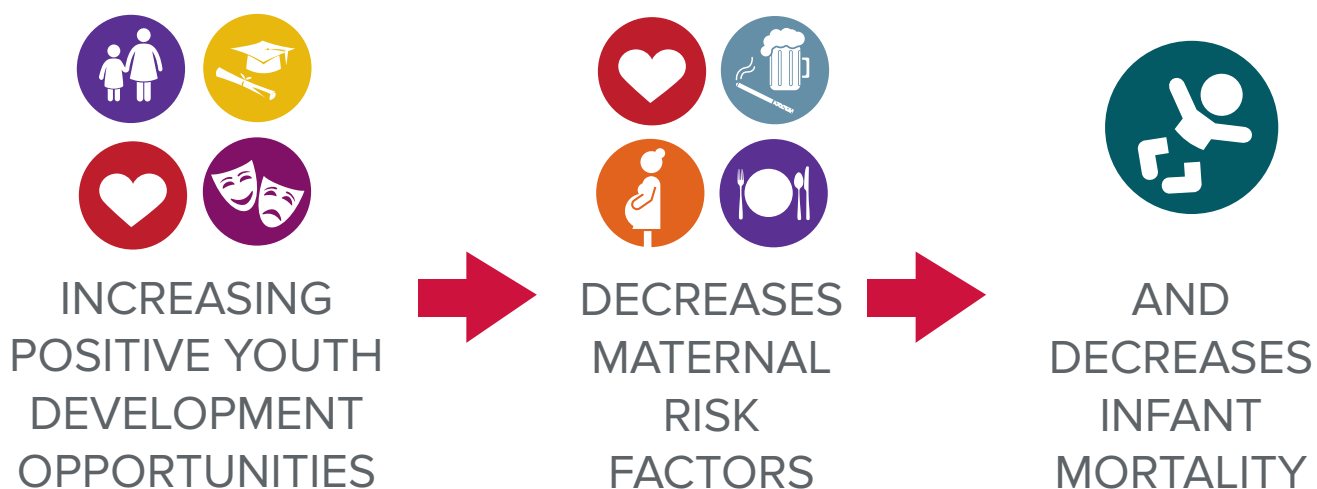 INCREASING
POSITIVE YOUTH
DEVELOPMENT
OPPORTUNITIES
DECREASES
MATERNAL
RISK
FACTORS
AND
DECREASES
INFANT
MORTALITY